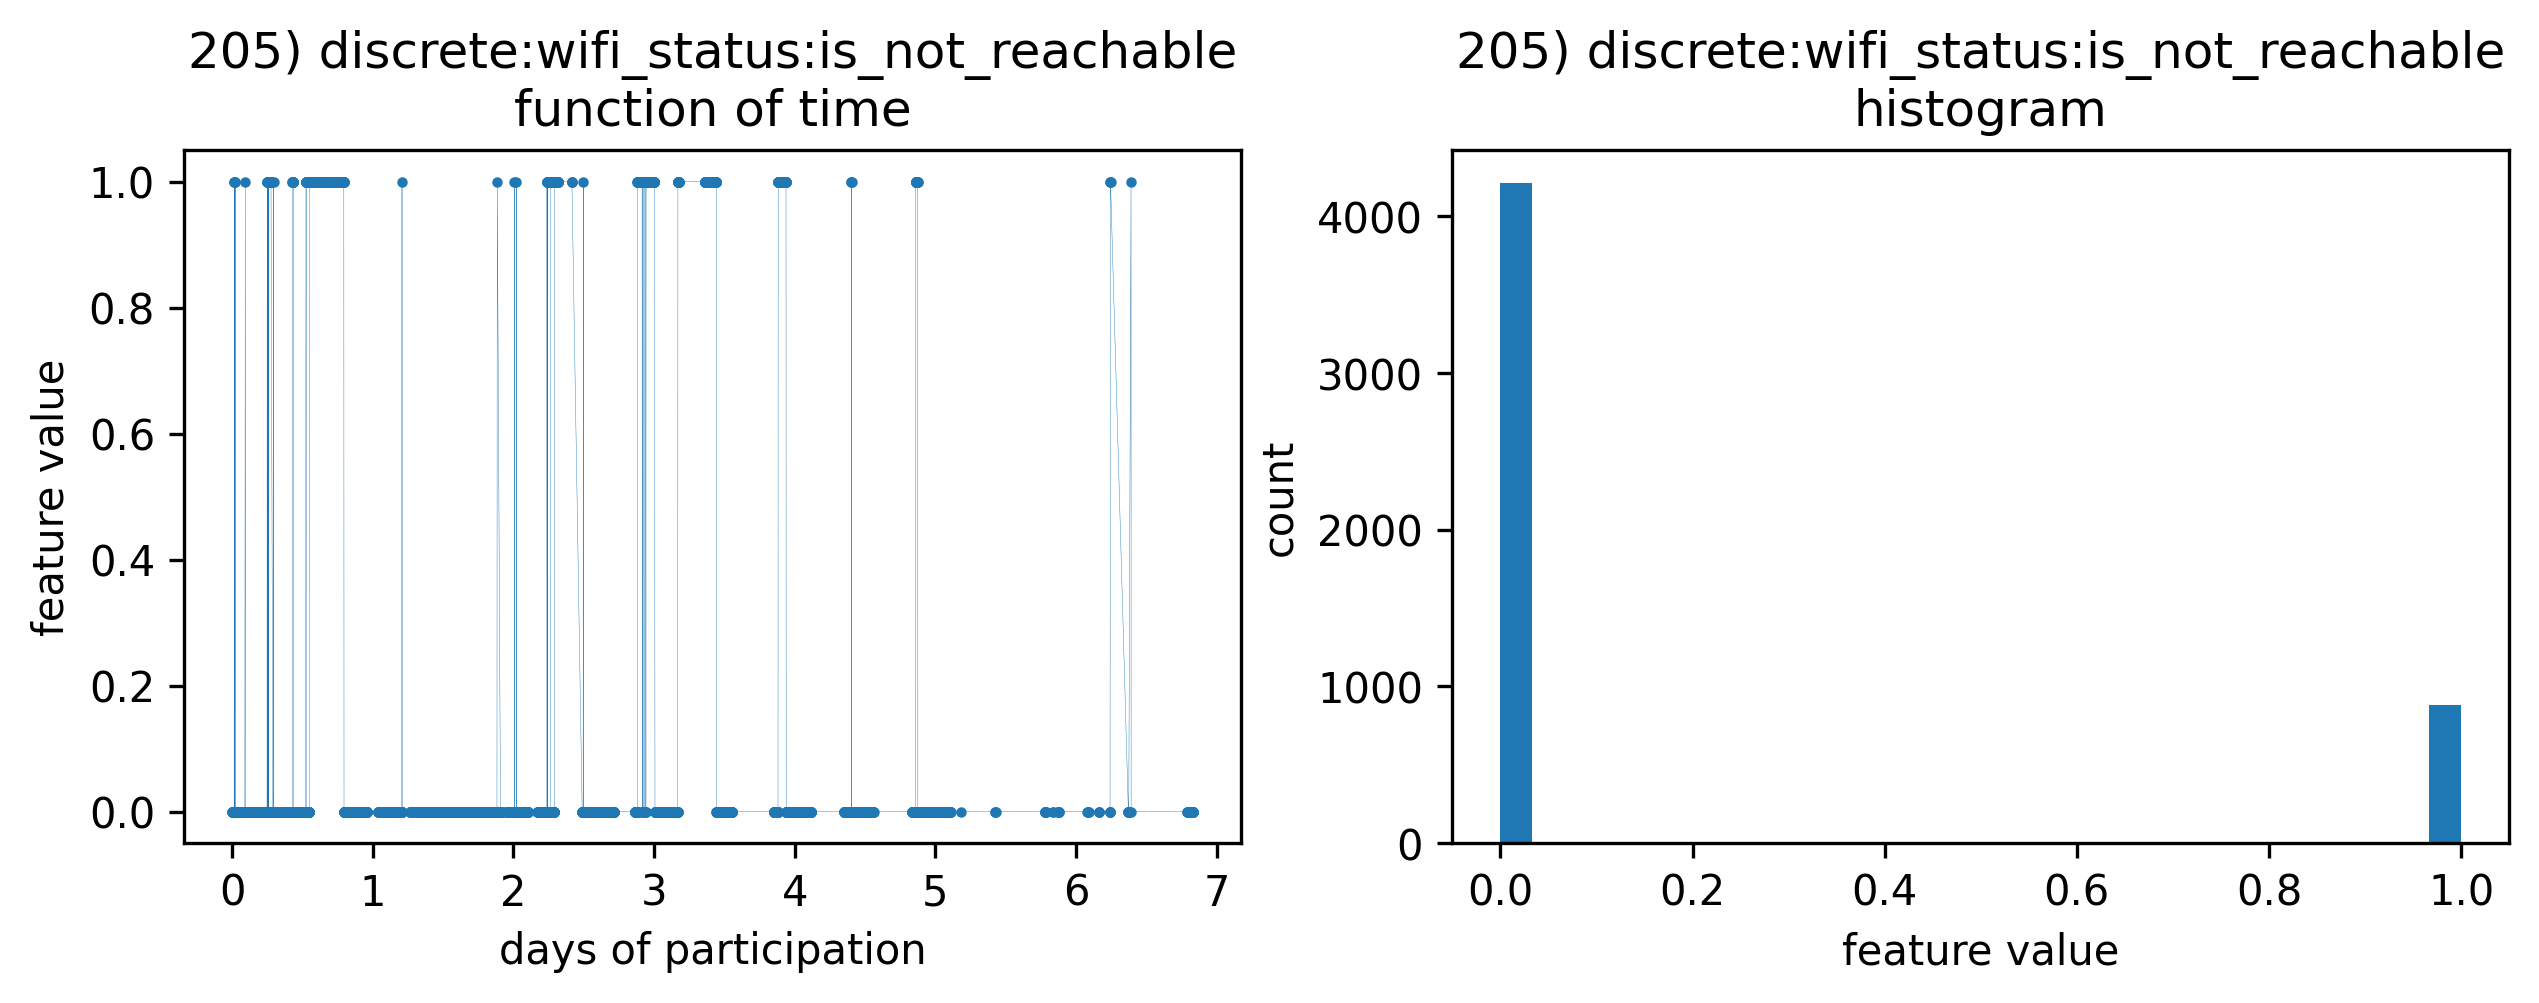 205) discrete:wifi_status:is_not_reachable
function of time
1.0
0.8
0.6
0.4
0.2
0.0
feature value
0 1 2 3 4 5 6 7
days of participation
205) discrete:wifi_status:is_not_reachable
histogram
4000
3000
2000
1000
0
count
0.0 0.2 0.4 0.6 0.8 1.0
feature value